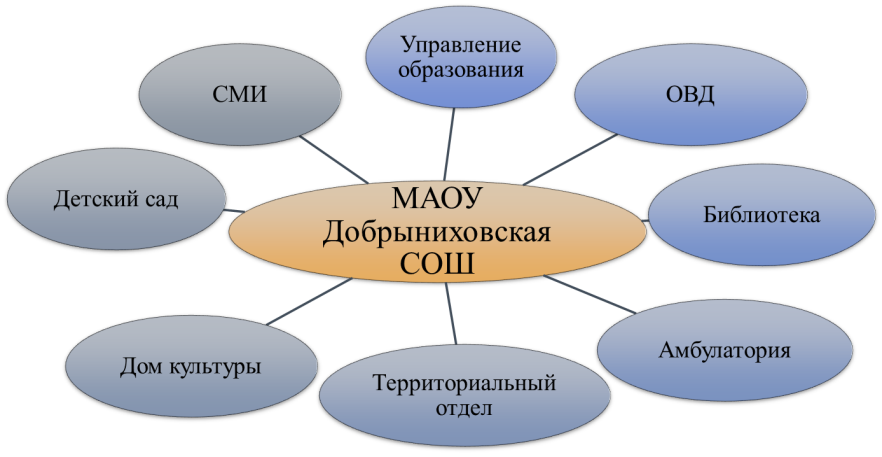 Управление
образования
СМИ
ОВД
Детский сад
МАОУ
Добрыниховская
СОШ
Библиотека
Дом культуры
Территориальный
отдел
Амбулатория